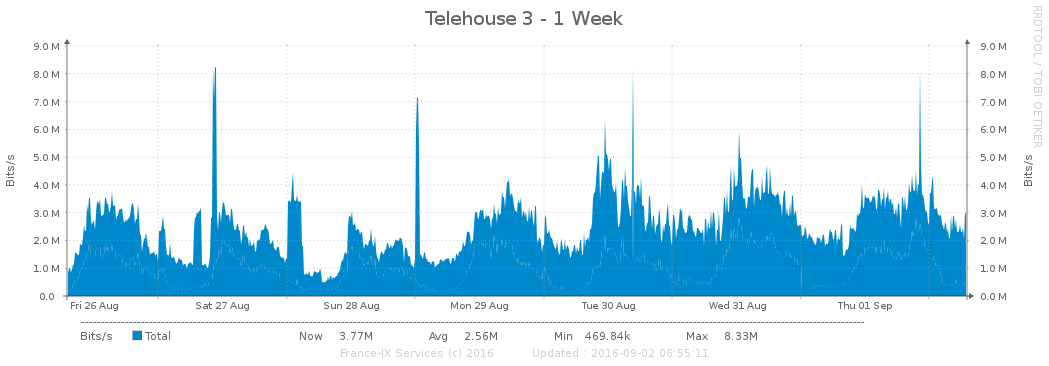 Telehouse 3 - 1 Week
RRDTOOL / TOBI OETIKER
Bits/s
9.0 M
8.0 M
7.0 M
6.0 M
5.0 M
4.0 M
3.0 M
2.0 M
1.0 M
0.0
9.0 M
8.0 M
7.0 M
6.0 M
5.0 M
4.0 M
3.0 M
2.0 M
1.0 M
0.0 M
Bits/s
Fri 26 Aug Sat 27 Aug Sun 28 Aug Mon 29 Aug Tue 30 Aug Wed 31 Aug Thu 01 Sep
Bits/s Total Now 3.77M Avg 2.56M Min 469.84k Max 8.33M
France-IX Services (c) 2016 Updated : 2016-09-02 06:55:11